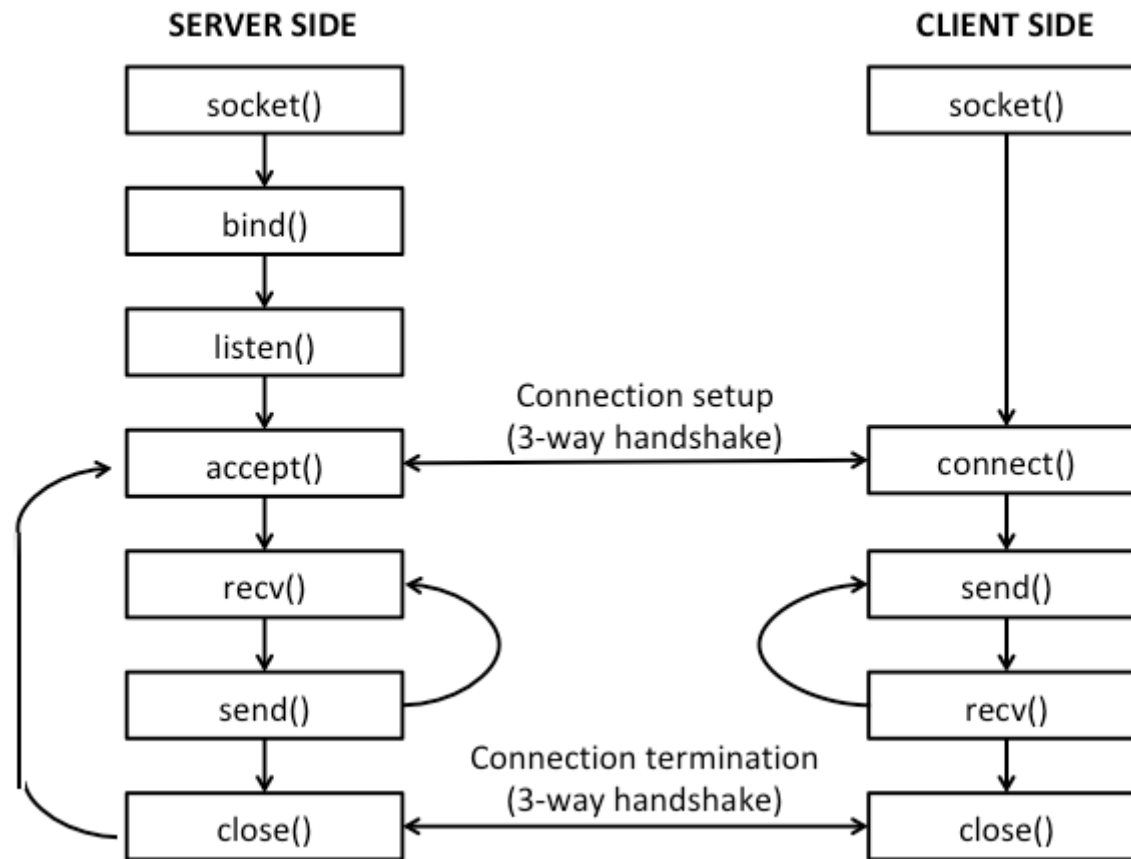 SERVER SIDE
CLIENT SIDE
socket()
socket()
bind()
listen()
Connection setup
(3-way handshake)
accept()
connect()
recv()
send()
send()
recv()
Connection termination
(3-way handshake)
close()
close()